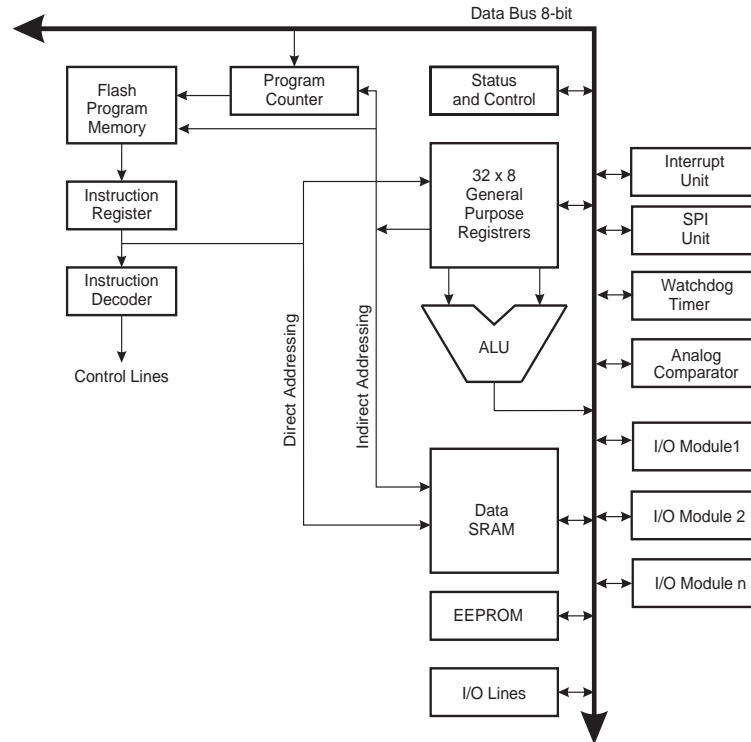 Data Bus 8-bit
Flash
Program
Memory
Program
Counter
Status
and Control
Instruction
Register
32 x 8
General
Purpose
Registrers
Interrupt
Unit
SPI
Unit
Instruction
Decoder
Watchdog
Timer
ALU
Analog
Comparator
Control Lines
Direct Addressing
Indirect Addressing
I/O Module1
Data
SRAM
I/O Module 2
I/O Module n
EEPROM
I/O Lines